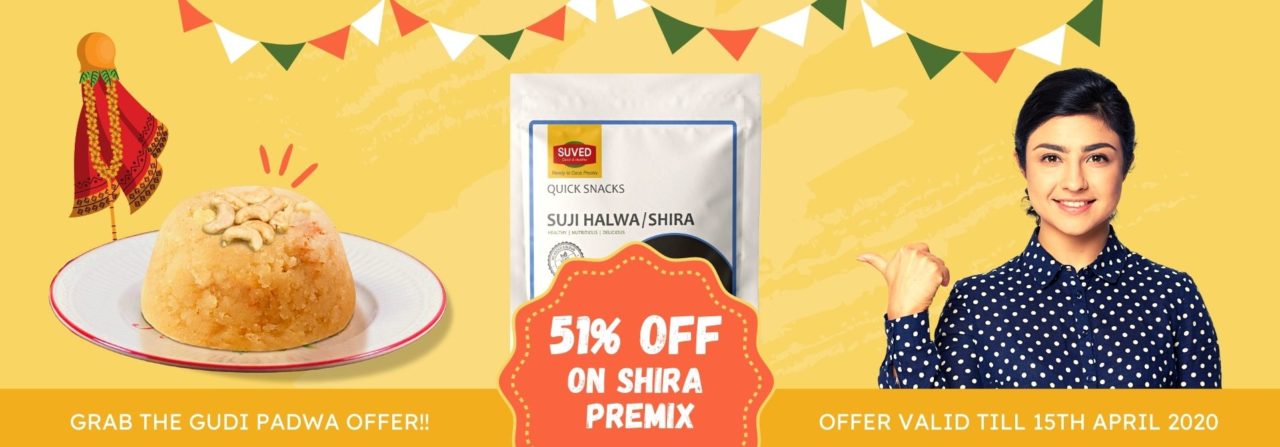 SUVED
QUICK SNACKS
SUJI HALWA/SHIRA
HEALTHY | NUTRITIOUS | DELICIOUS
51% OFF
ON SHIRA
PREMIX
GRAB THE GUDI PADWA OFFER!!
OFFER VALID TILL 15TH APRIL 2020